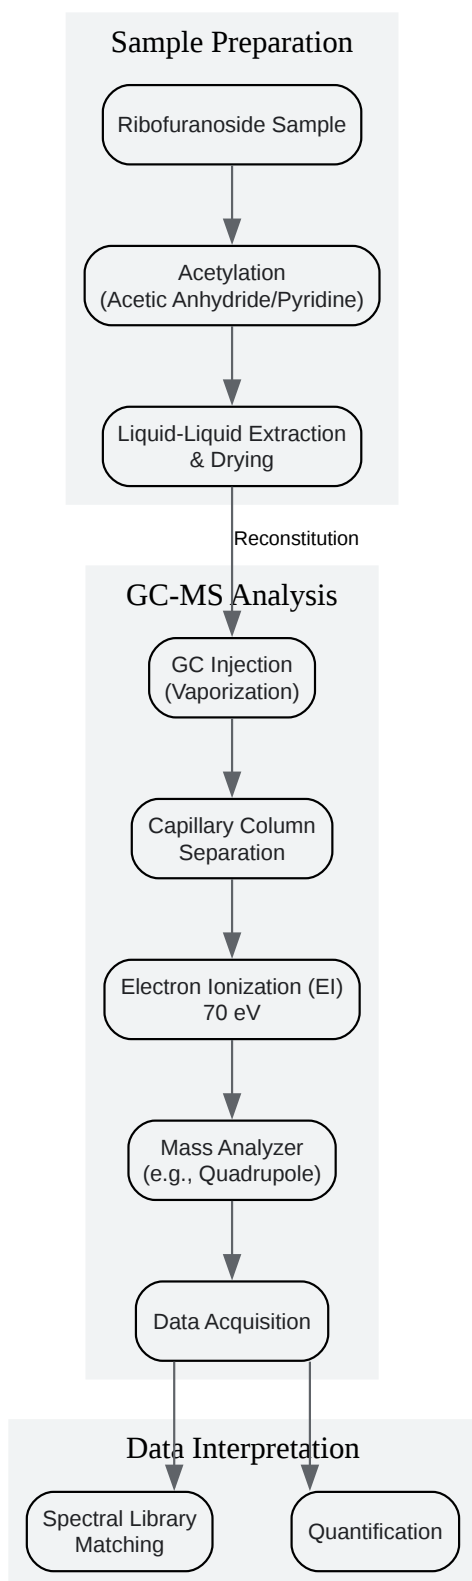 Sample Preparation
Ribofuranoside Sample
Acetylation
(Acetic Anhydride/Pyridine)
Liquid-Liquid Extraction
& Drying
Reconstitution
GC-MS Analysis
GC Injection
(Vaporization)
Capillary Column
Separation
Electron Ionization (EI)
70 eV
Mass Analyzer
(e.g., Quadrupole)
Data Acquisition
Data Interpretation
Spectral Library
Matching
Quantification